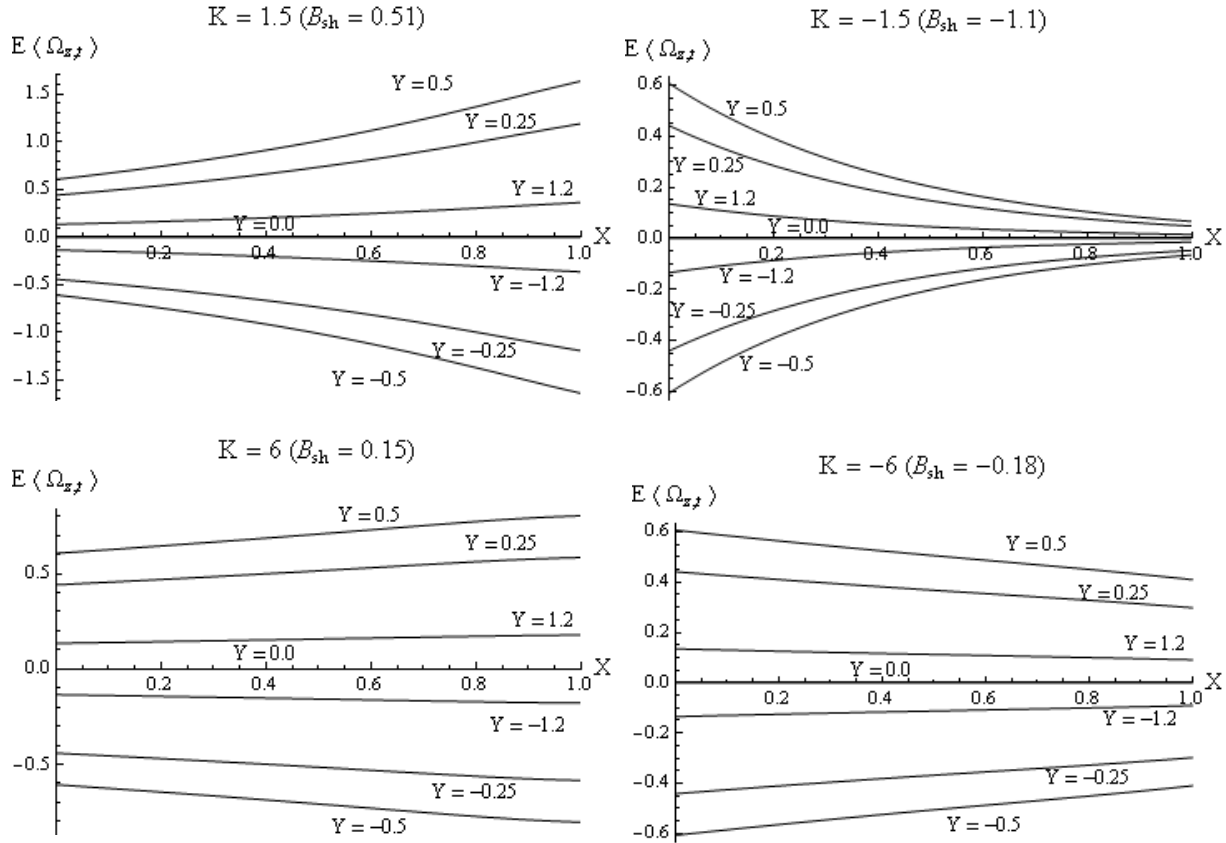 K = 1.5 (B_sh = 0.51)
E ⟨ Ω_z,t ⟩
1.5
1.0
0.5
0.0
−0.5
−1.0
−1.5
Y = 0.5
Y = 0.25
Y = 1.2
Y = 0.0
0.2 0.4 0.6 0.8 1.0 X
Y = −1.2
Y = −0.25
Y = −0.5
K = −1.5 (B_sh = −1.1)
E ⟨ Ω_z,t ⟩
0.6
0.4
0.2
0.0
−0.2
−0.4
−0.6
Y = 0.5
Y = 0.25
Y = 1.2
Y = 0.0
0.2 0.4 0.6 0.8 1.0 X
Y = −1.2
Y = −0.25
Y = −0.5
K = 6 (B_sh = 0.15)
E ⟨ Ω_z,t ⟩
0.5
0.0
−0.5
Y = 0.5
Y = 0.25
Y = 1.2
Y = 0.0
0.2 0.4 0.6 0.8 1.0 X
Y = −1.2
Y = −0.25
Y = −0.5
K = −6 (B_sh = −0.18)
E ⟨ Ω_z,t ⟩
0.6
0.4
0.2
0.0
−0.2
−0.4
−0.6
Y = 0.5
Y = 0.25
Y = 1.2
Y = 0.0
0.2 0.4 0.6 0.8 1.0 X
Y = −1.2
Y = −0.25
Y = −0.5